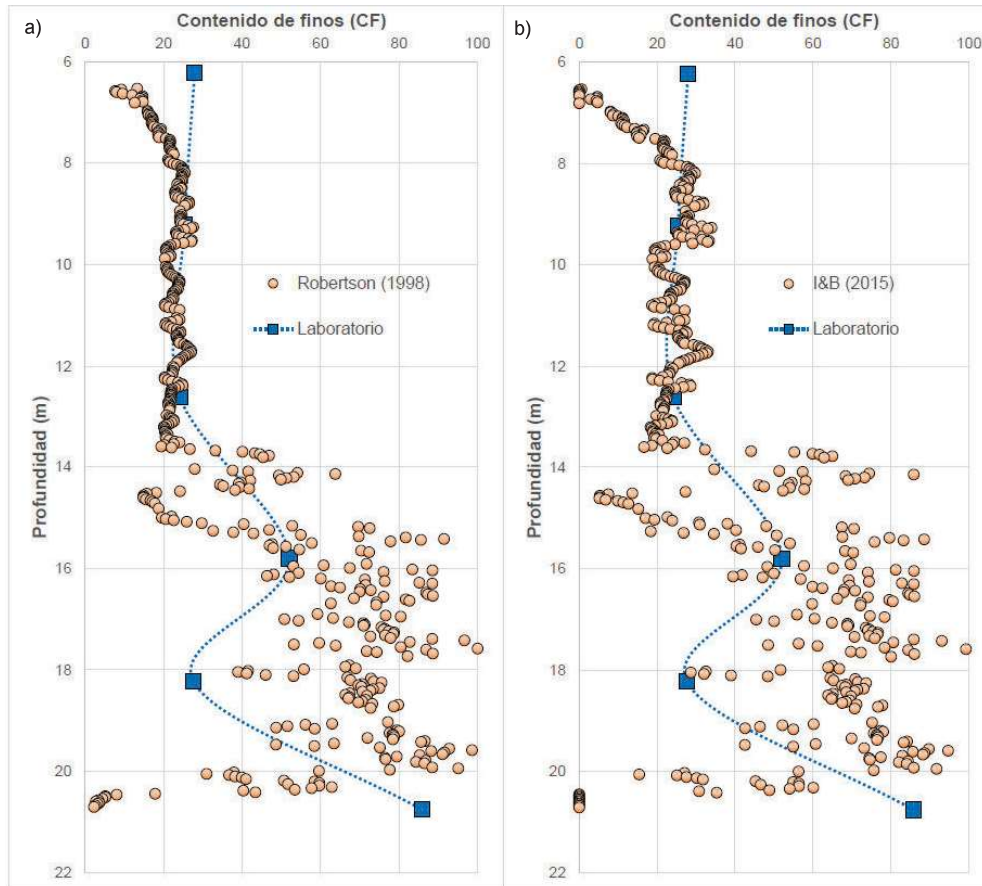 a)
Contenido de finos (CF)
0 20 40 60 80 100
6
8
10
12
14
16
18
20
22
Profundidad (m)
Robertson (1998)
Laboratorio
b)
Contenido de finos (CF)
0 20 40 60 80 100
6
8
10
12
14
16
18
20
22
Profundidad (m)
I&B (2015)
Laboratorio